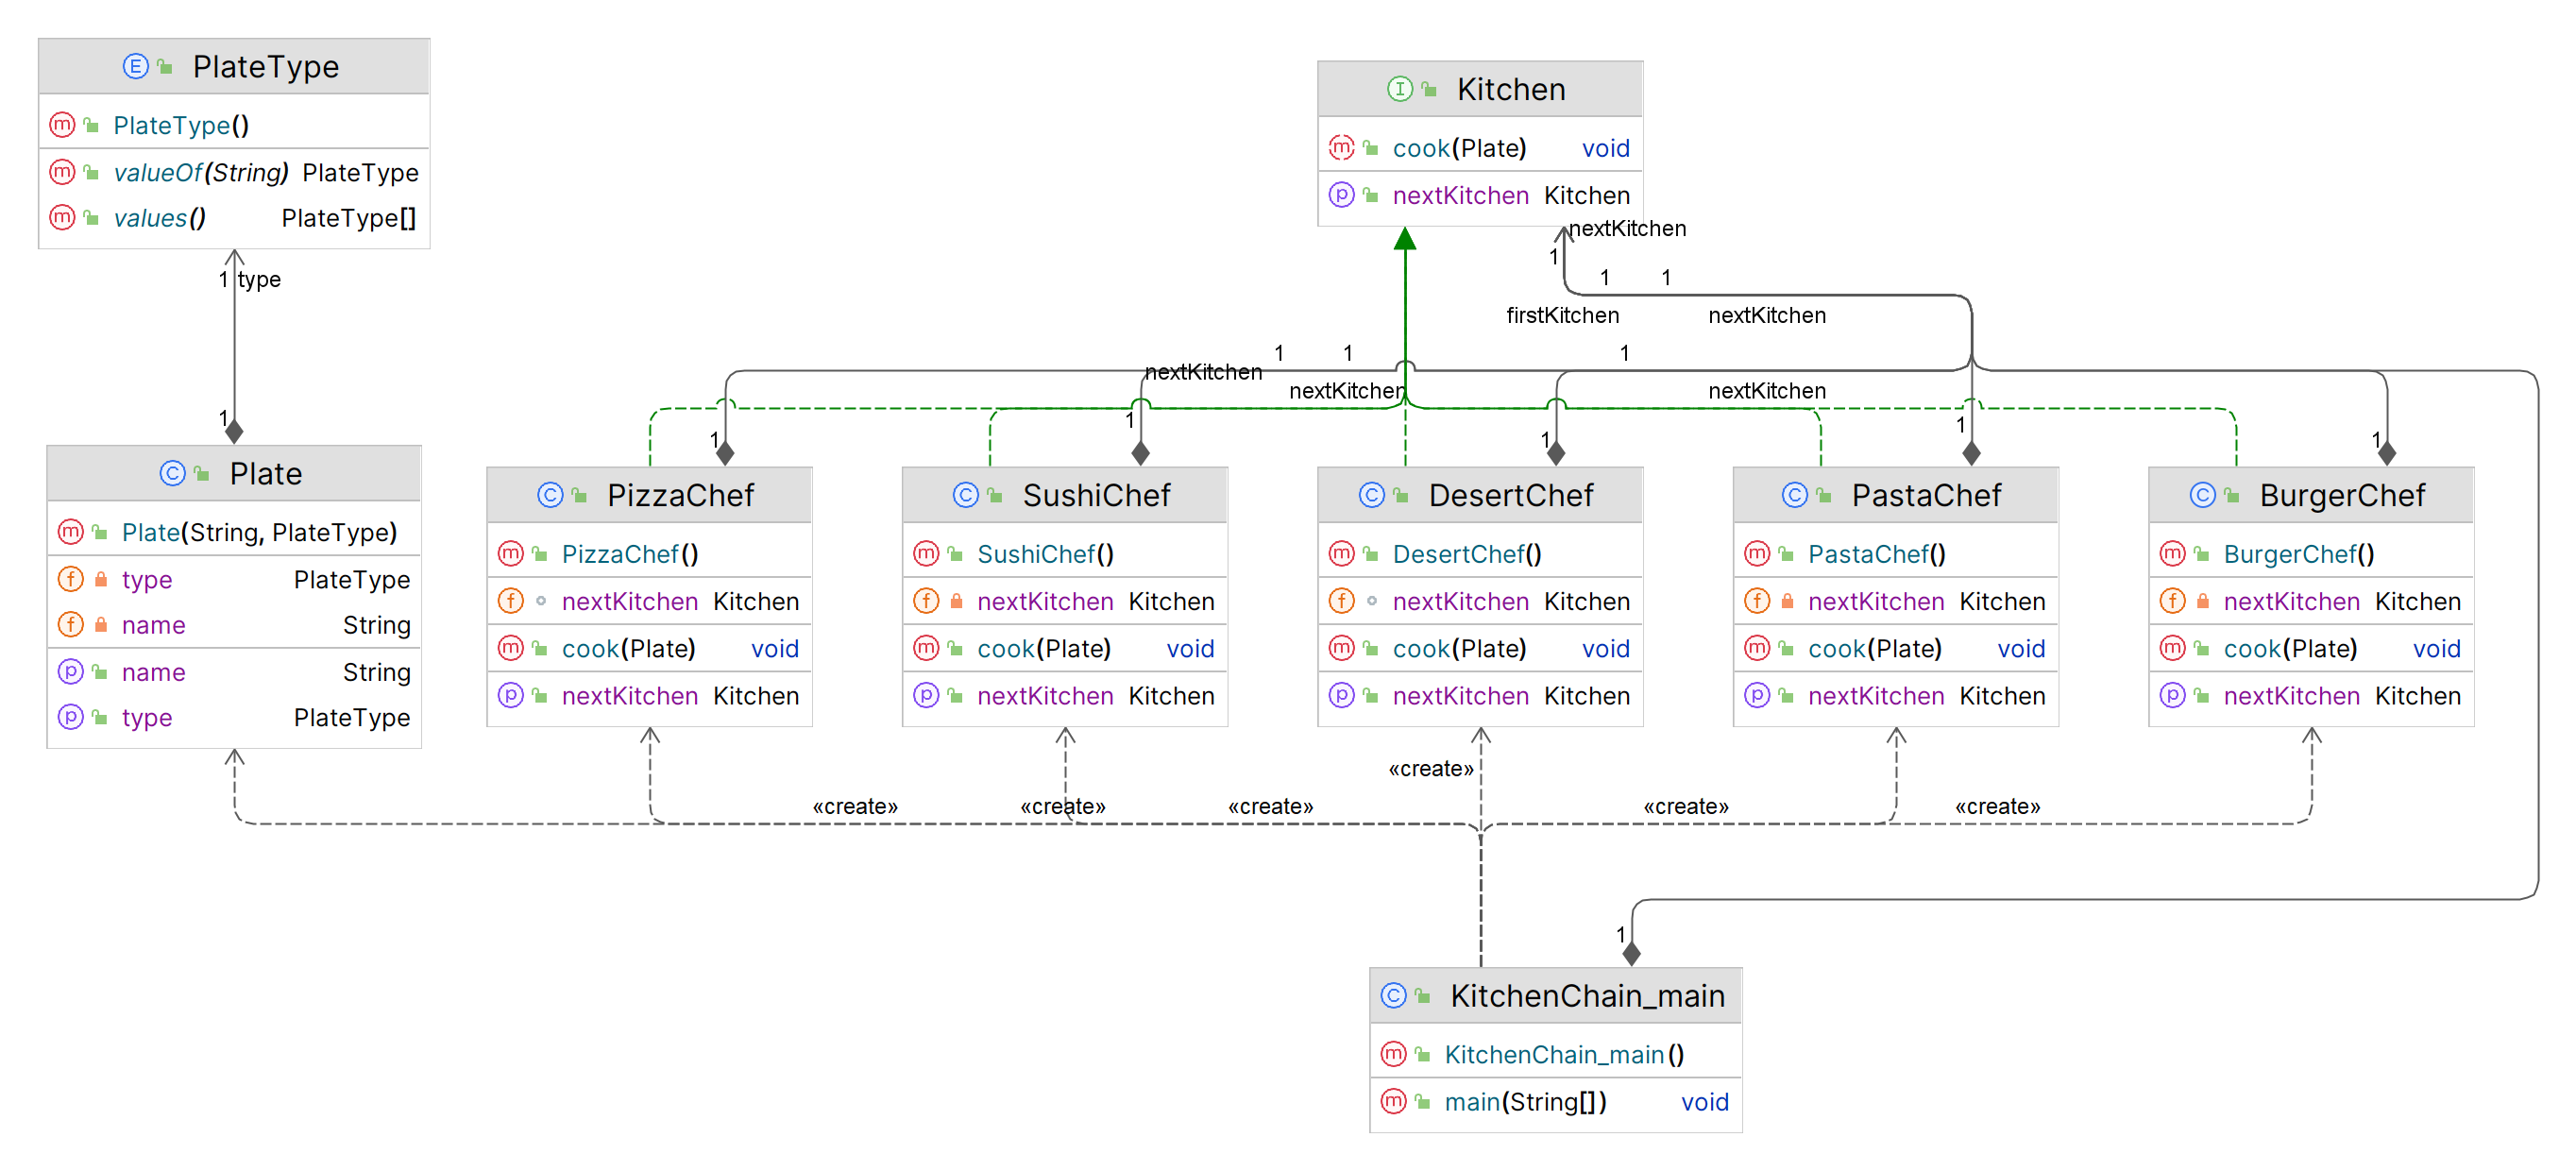 PlateType
PlateType()
valueOf(String) PlateType
values() PlateType[]
1 type
1
Plate
Plate(String, PlateType)
type PlateType
name String
name String
type PlateType
Kitchen
cook(Plate) void
nextKitchen Kitchen
nextKitchen
1
1 1
firstKitchen nextKitchen
1 1 1
nextKitchen
nextKitchen nextKitchen
1 1 1 1 1
PizzaChef
PizzaChef()
nextKitchen Kitchen
cook(Plate) void
nextKitchen Kitchen
SushiChef
SushiChef()
nextKitchen Kitchen
cook(Plate) void
nextKitchen Kitchen
DesertChef
DesertChef()
nextKitchen Kitchen
cook(Plate) void
nextKitchen Kitchen
PastaChef
PastaChef()
nextKitchen Kitchen
cook(Plate) void
nextKitchen Kitchen
BurgerChef
BurgerChef()
nextKitchen Kitchen
cook(Plate) void
nextKitchen Kitchen
«create»
«create» «create» «create» «create» «create»
1
KitchenChain_main
KitchenChain_main()
main(String[]) void